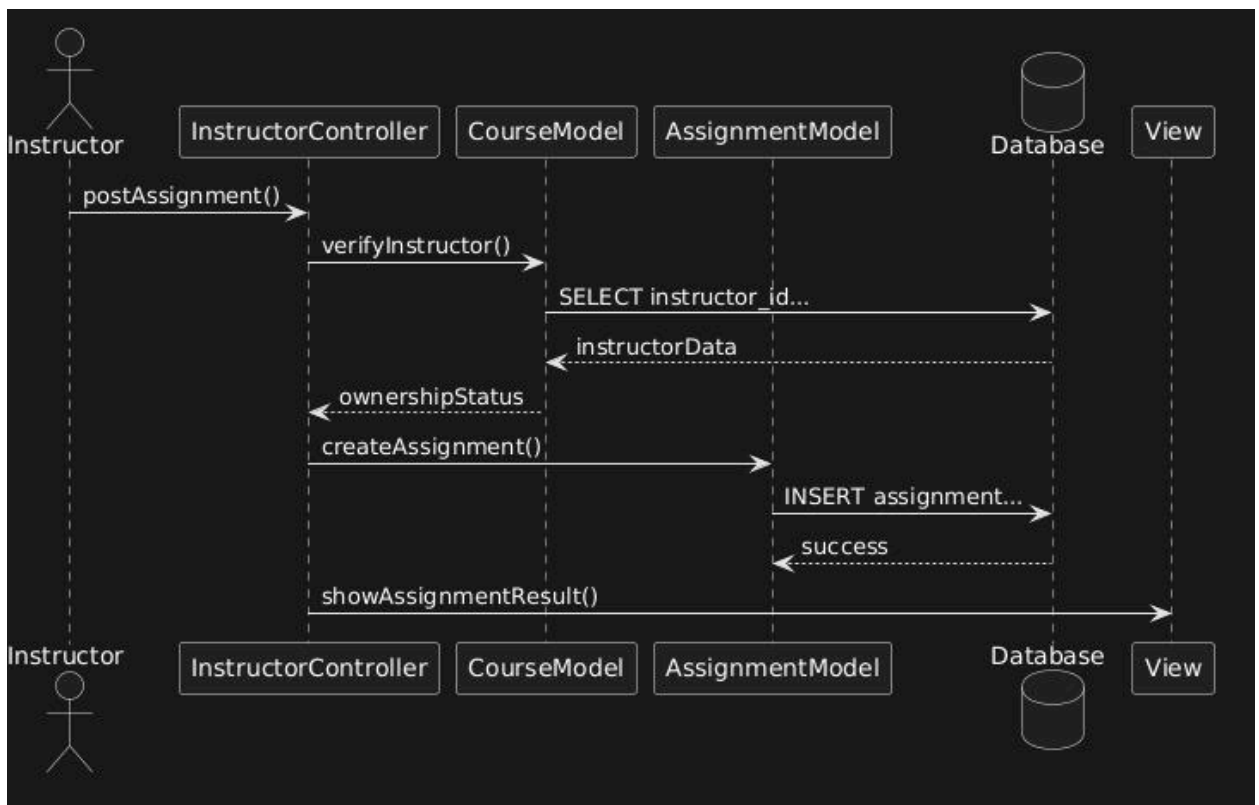 Instructor
InstructorController
CourseModel
AssignmentModel
Database
View
postAssignment()
verifyInstructor()
SELECT instructor_id...
instructorData
ownershipStatus
createAssignment()
INSERT assignment...
success
showAssignmentResult()
Instructor
InstructorController
CourseModel
AssignmentModel
Database
View